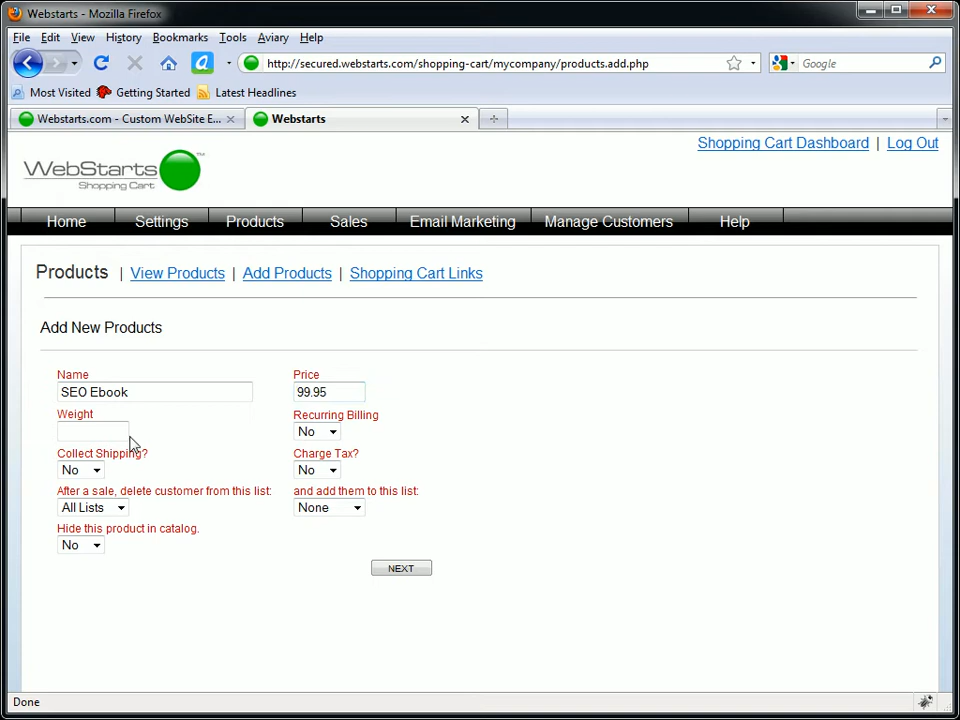 Webstarts - Mozilla Firefox
File Edit View History Bookmarks Tools Aviary Help
http://secured.webstarts.com/shopping-cart/mycompany/products.add.php
Google
Most Visited Getting Started Latest Headlines
Webstarts.com - Custom WebSite E... Webstarts
Shopping Cart Dashboard | Log Out
WebStarts™
Shopping Cart
Home Settings Products Sales Email Marketing Manage Customers Help
Products | View Products | Add Products | Shopping Cart Links
Add New Products
Name Price
SEO Ebook 99.95
Weight Recurring Billing
No
Collect Shipping? Charge Tax?
No No
After a sale, delete customer from this list: and add them to this list:
All Lists None
Hide this product in catalog.
No
NEXT
Done